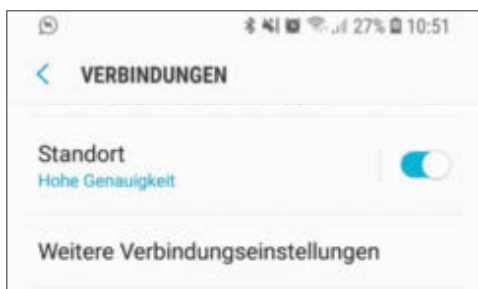 27% 10:51
VERBINDUNGEN
Standort
Hohe Genauigkeit
Weitere Verbindungseinstellungen